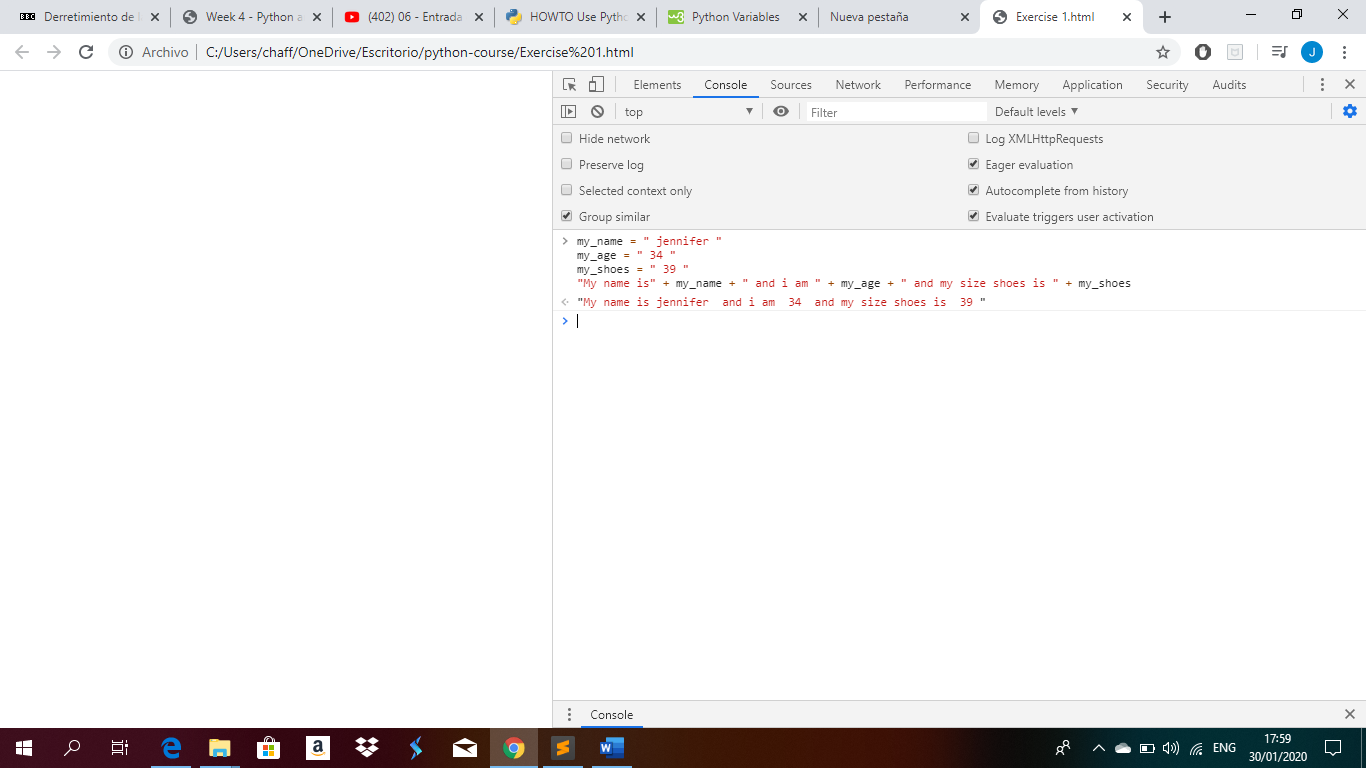 BBC Derretimiento de l
Week 4 - Python a
(402) 06 - Entrada
HOWTO Use Pytho
w3 Python Variables
Nueva pestaña
Exercise 1.html
Archivo C:/Users/chaff/OneDrive/Escritorio/python-course/Exercise%201.html
J
Elements Console Sources Network Performance Memory Application Security Audits
top Filter Default levels
Hide network Log XMLHttpRequests
Preserve log Eager evaluation
Selected context only Autocomplete from history
Group similar Evaluate triggers user activation
my_name = " jennifer "
my_age = " 34 "
my_shoes = " 39 "
"My name is" + my_name + " and i am " + my_age + " and my size shoes is " + my_shoes
"My name is jennifer  and i am  34  and my size shoes is  39 "
Console
ENG 17:59
30/01/2020